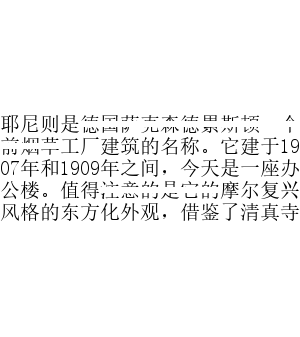 耶尼则是德国萨克森德累斯顿一个
前烟草工厂建筑的名称。它建于19
07年和1909年之间，今天是一座办
公楼。值得注意的是它的摩尔复兴
风格的东方化外观，借鉴了清真寺